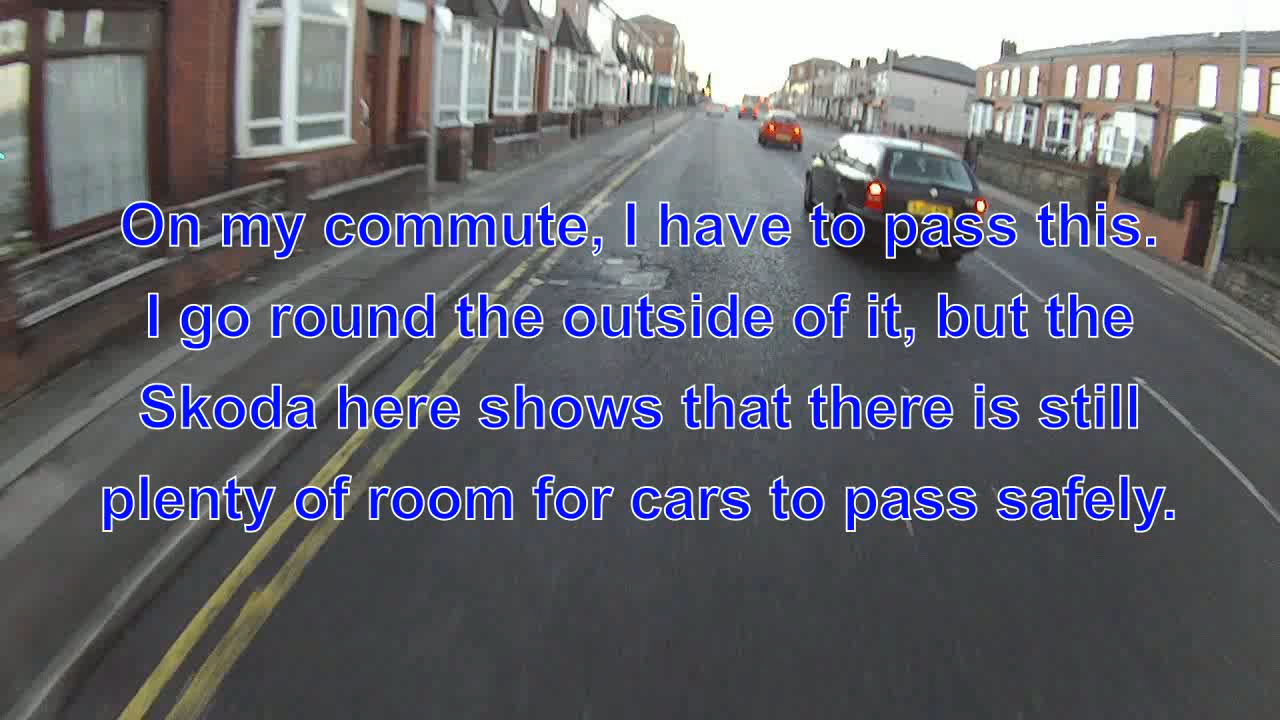 On my commute, I have to pass this.
I go round the outside of it, but the
Skoda here shows that there is still
plenty of room for cars to pass safely.